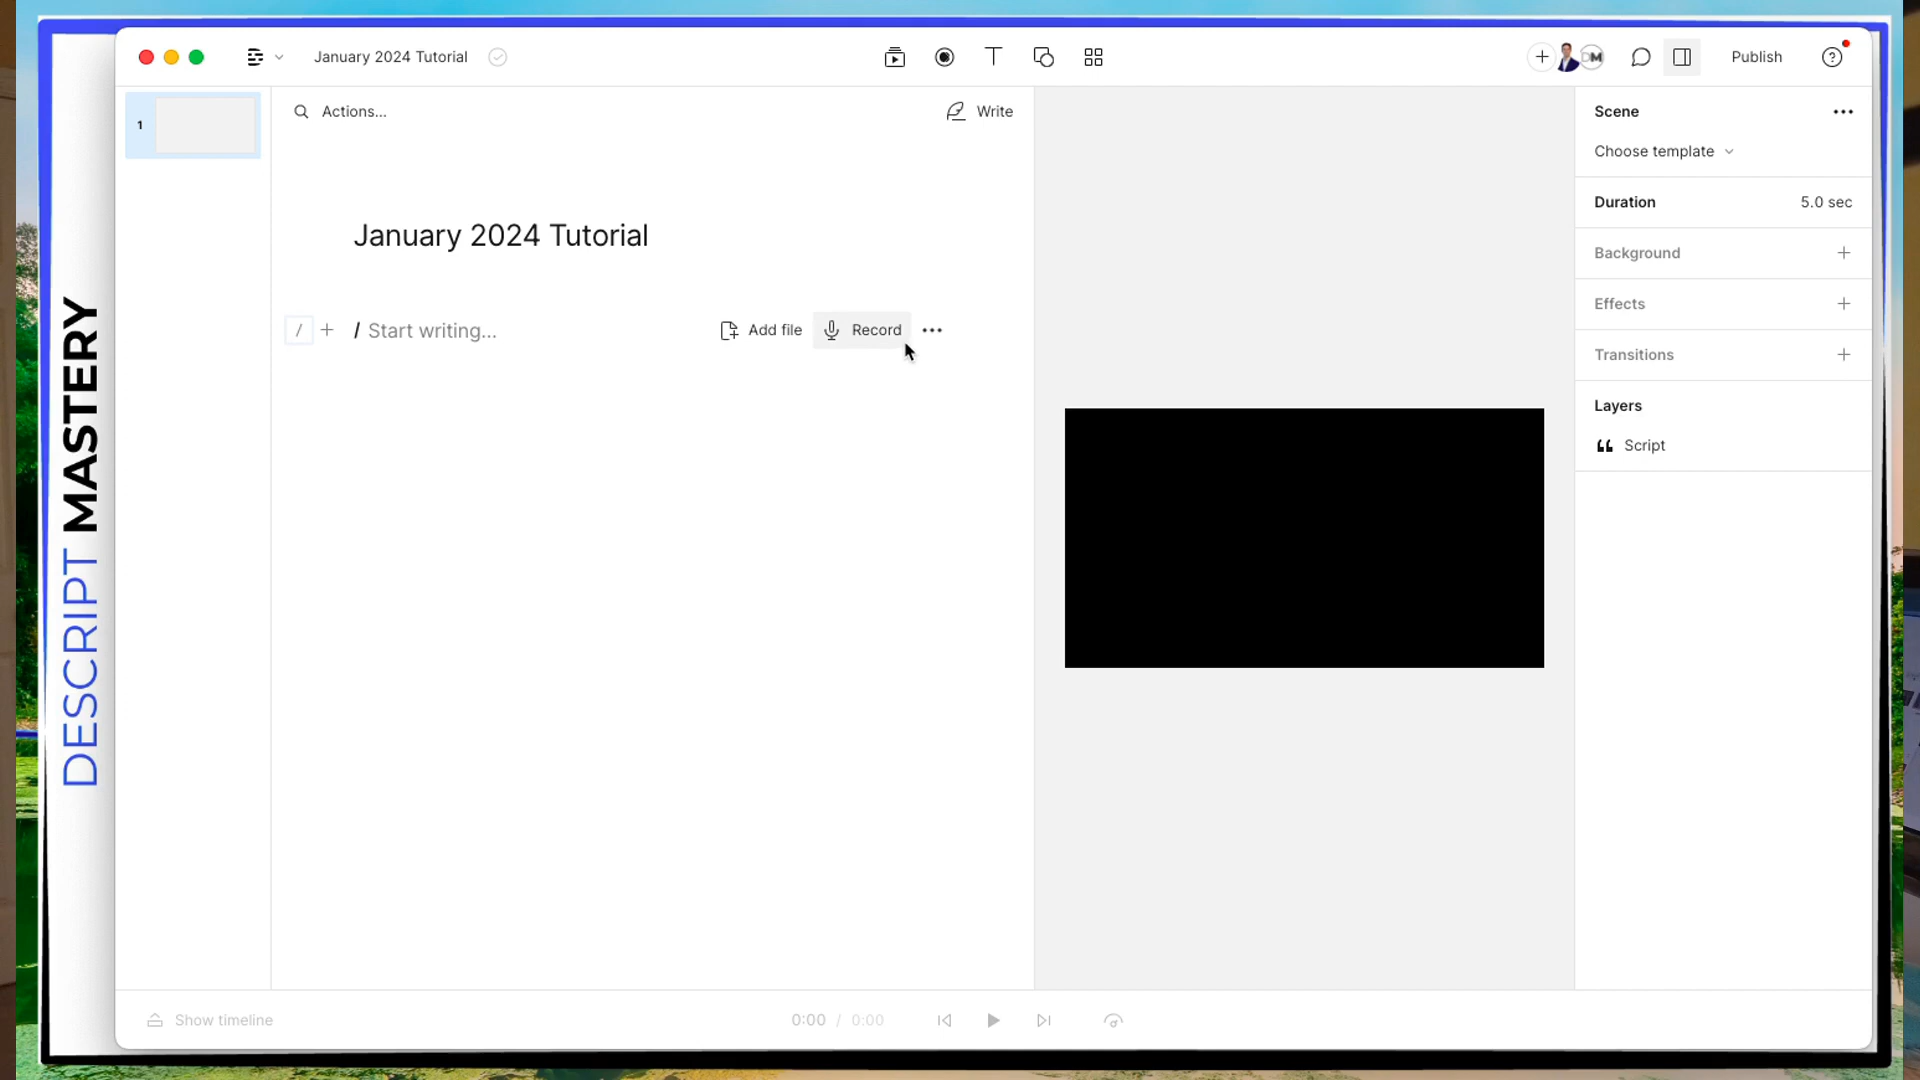 DESCRIPT MASTERY
January 2024 Tutorial
DM
Publish
1
Actions...
Write
January 2024 Tutorial
/ + / Start writing...
Add file
Record
Scene
Choose template
Duration 5.0 sec
Background
Effects
Transitions
Layers
Script
Show timeline
0:00 / 0:00